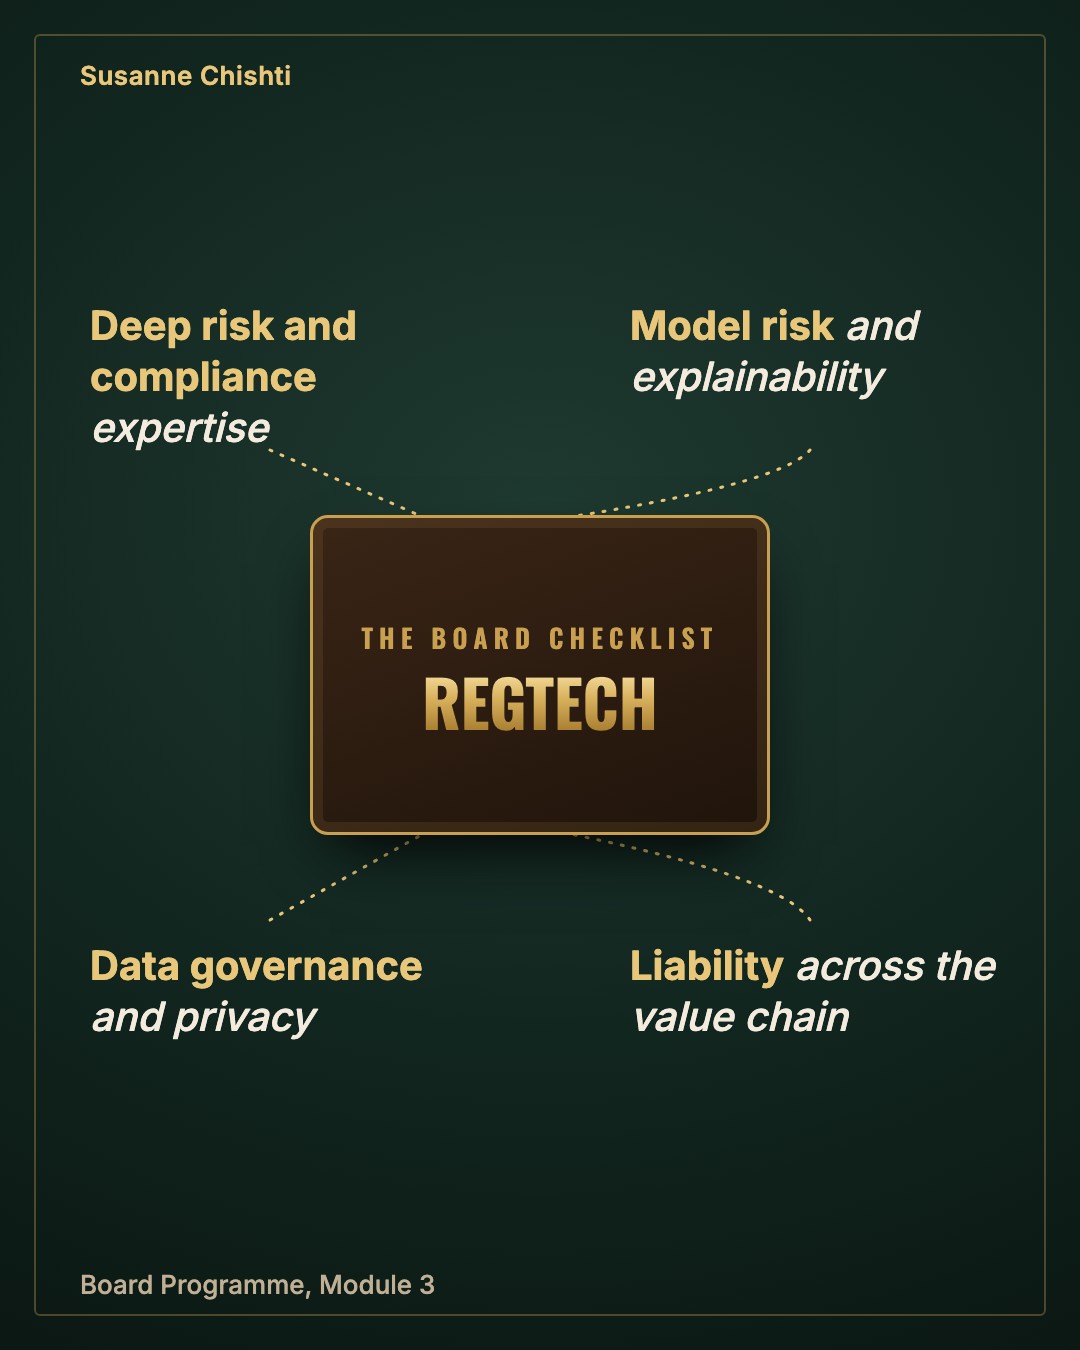 Susanne Chishti
Deep risk and
compliance
expertise
Model risk and
explainability
THE BOARD CHECKLIST
REGTECH
Data governance
and privacy
Liability across the
value chain
Board Programme, Module 3